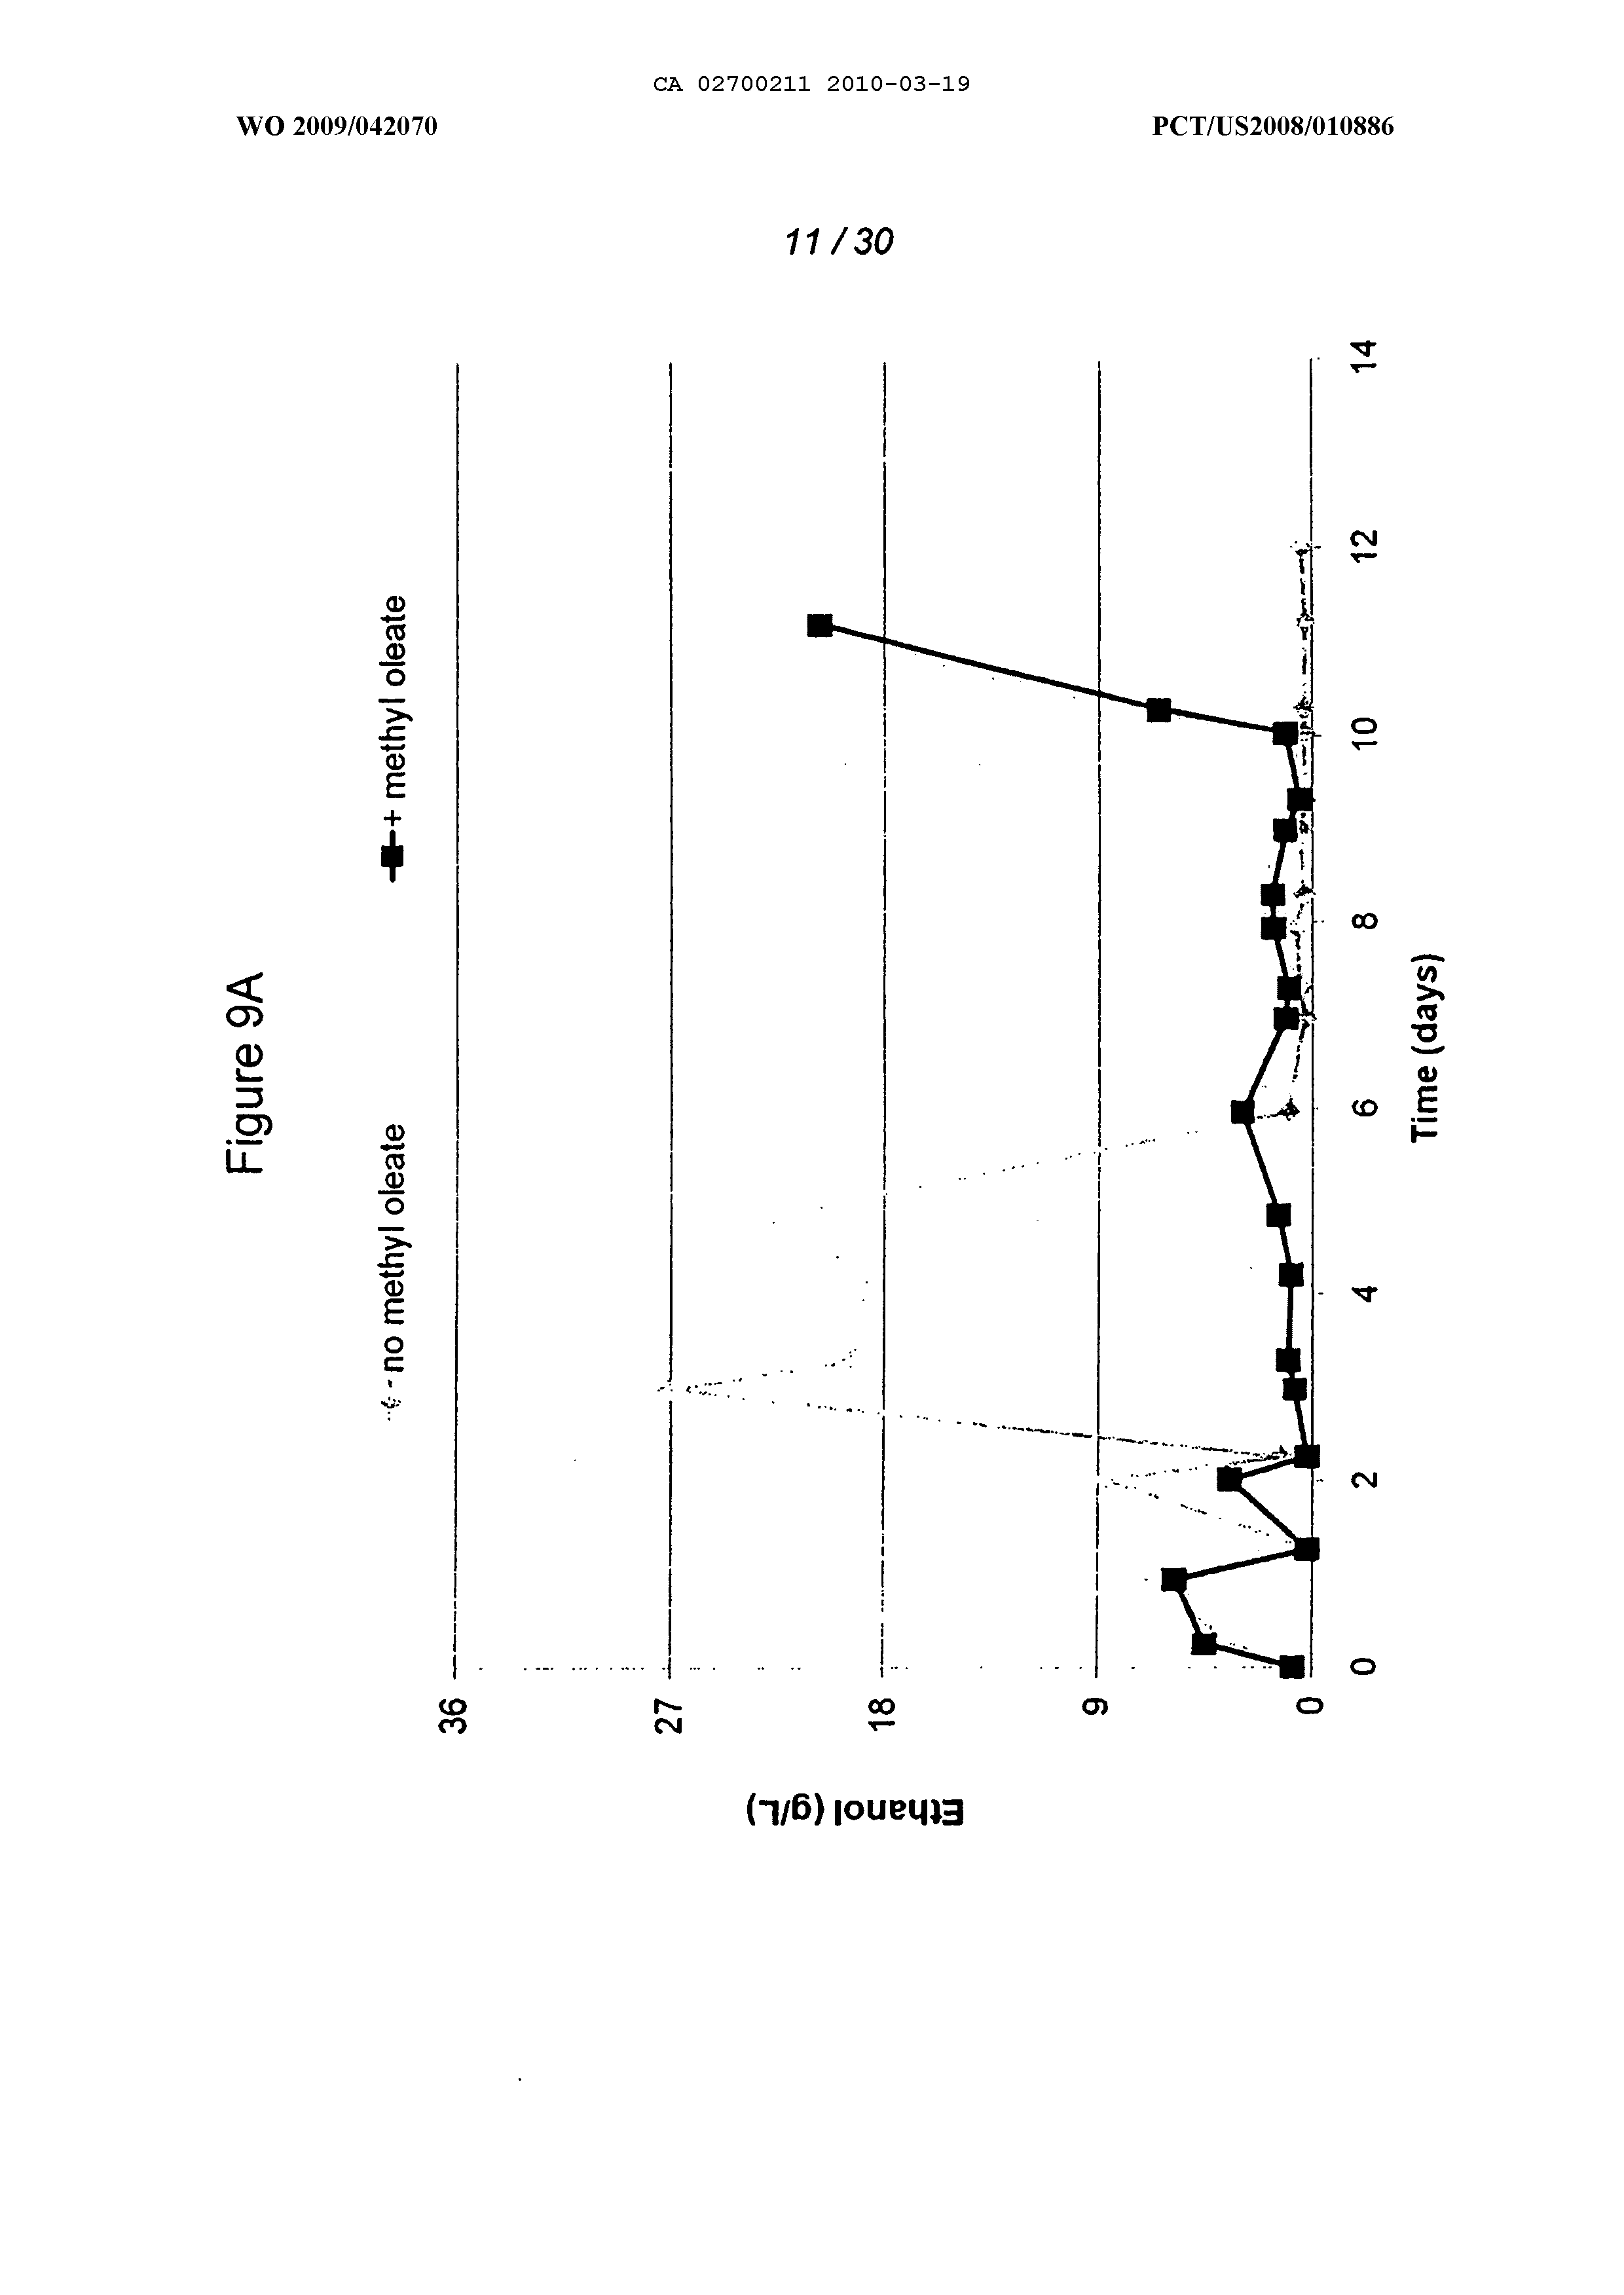 CA 02700211 2010-03-19
WO 2009/042070
PCT/US2008/010886
11/30
Figure 9A
no methyl oleate
+ methyl oleate
36
27
18
9
0
Ethanol (g/L)
0
2
4
6
8
10
12
14
Time (days)